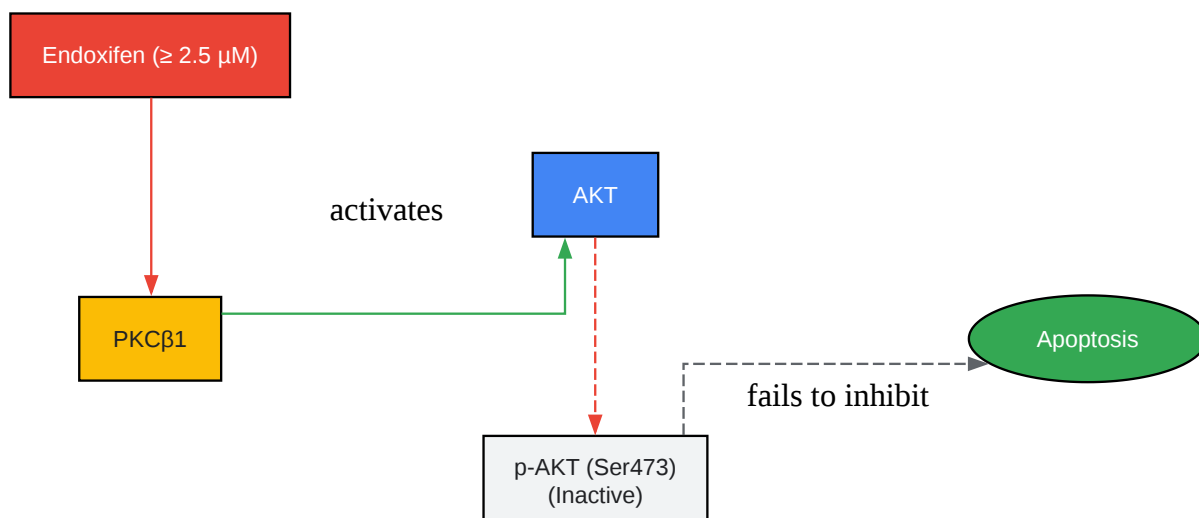 Endoxifen (≥ 2.5 µM)
AKT
activates
PKCβ1
Apoptosis
fails to inhibit
p-AKT (Ser473)
(Inactive)